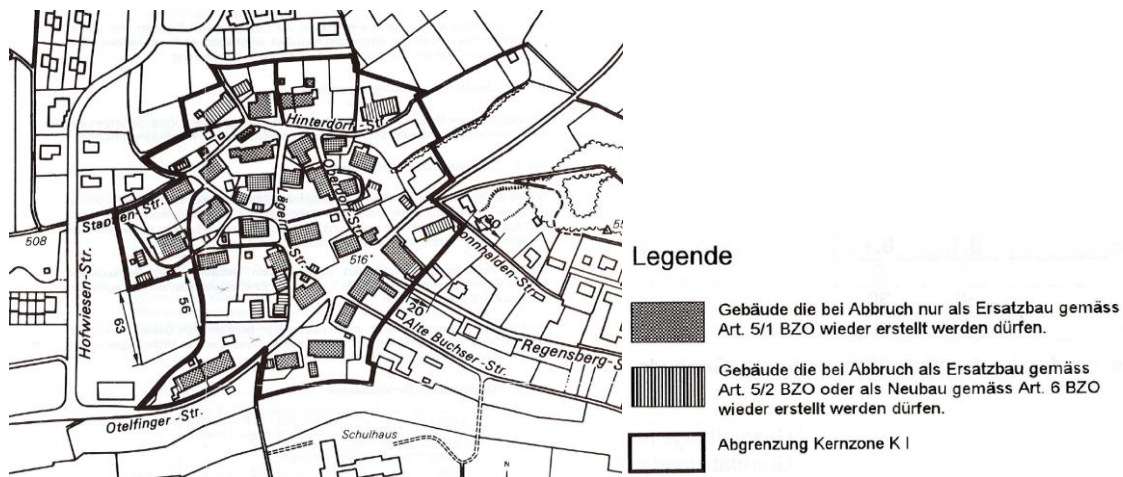 Hinterdorf-Str.
Oberdorf-Str.
Lägern-Str.
Stapfen-Str.
508
Hofwiesen-Str.
63
56
516
Sonnhalden-Str.
Regensberg-S
Alte Buchser-Str.
Otelfinger-Str.
Schulhaus
N
Legende
Gebäude die bei Abbruch nur als Ersatzbau gemäss
Art. 5/1 BZO wieder erstellt werden dürfen.
Gebäude die bei Abbruch als Ersatzbau gemäss
Art. 5/2 BZO oder als Neubau gemäss Art. 6 BZO
wieder erstellt werden dürfen.
Abgrenzung Kernzone K I